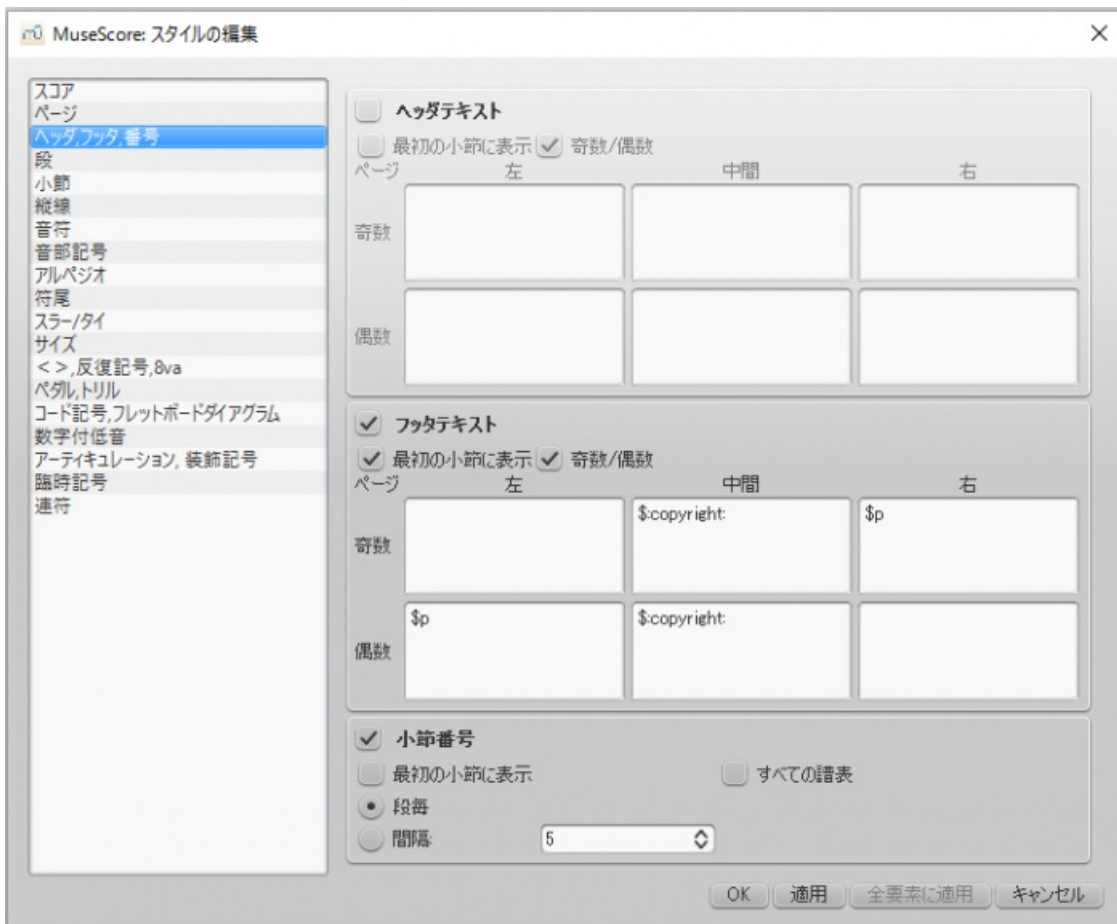 MuseScore: スタイルの編集
スコア
ページ
ヘッダ,フッタ,番号
段
小節
縦線
音符
音部記号
アルペジオ
符尾
スラー/タイ
サイズ
< >,反復記号,8va
ペダル,トリル
コード記号,フレットボードダイアグラム
数字付低音
アーティキュレーション, 装飾記号
臨時記号
連符
ヘッダテキスト
最初の小節に表示 奇数/偶数
ページ 左 中間 右
奇数
偶数
フッタテキスト
最初の小節に表示 奇数/偶数
ページ 左 中間 右
奇数 $:copyright: $p
偶数 $p $:copyright:
小節番号
最初の小節に表示 すべての譜表
段毎
間隔: 5
OK 適用 全要素に適用 キャンセル